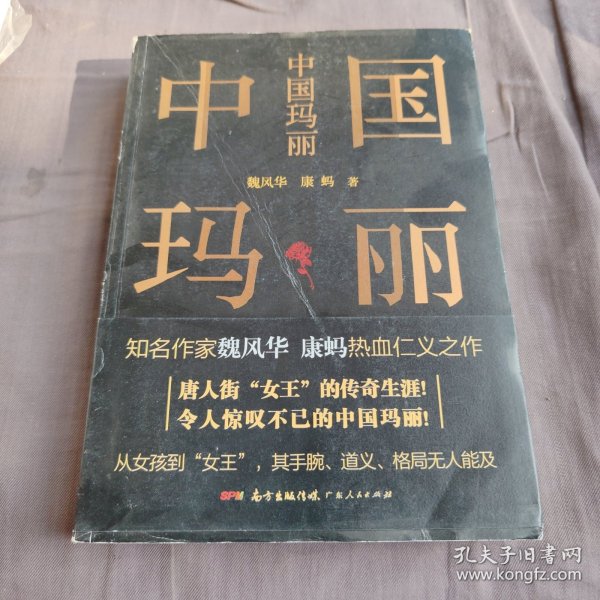 中国
中国玛丽
魏风华 康蚂 著
玛丽
知名作家魏风华 康蚂热血仁义之作
唐人街“女王”的传奇生涯!
令人惊叹不已的中国玛丽!
从女孩到“女王”，其手腕、道义、格局无人能及
SPM 南方出版传媒 广东人民出版社
孔夫子旧书网
www.kongfz.com